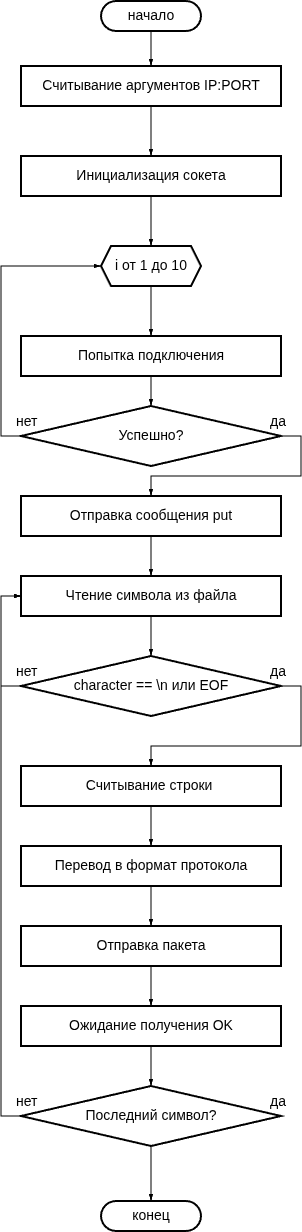 начало
Считывание аргументов IP:PORT
Инициализация сокета
i от 1 до 10
Попытка подключения
нет
да
Успешно?
Отправка сообщения put
Чтение символа из файла
нет
да
character == \n или EOF
Считывание строки
Перевод в формат протокола
Отправка пакета
Ожидание получения OK
нет
да
Последний символ?
конец